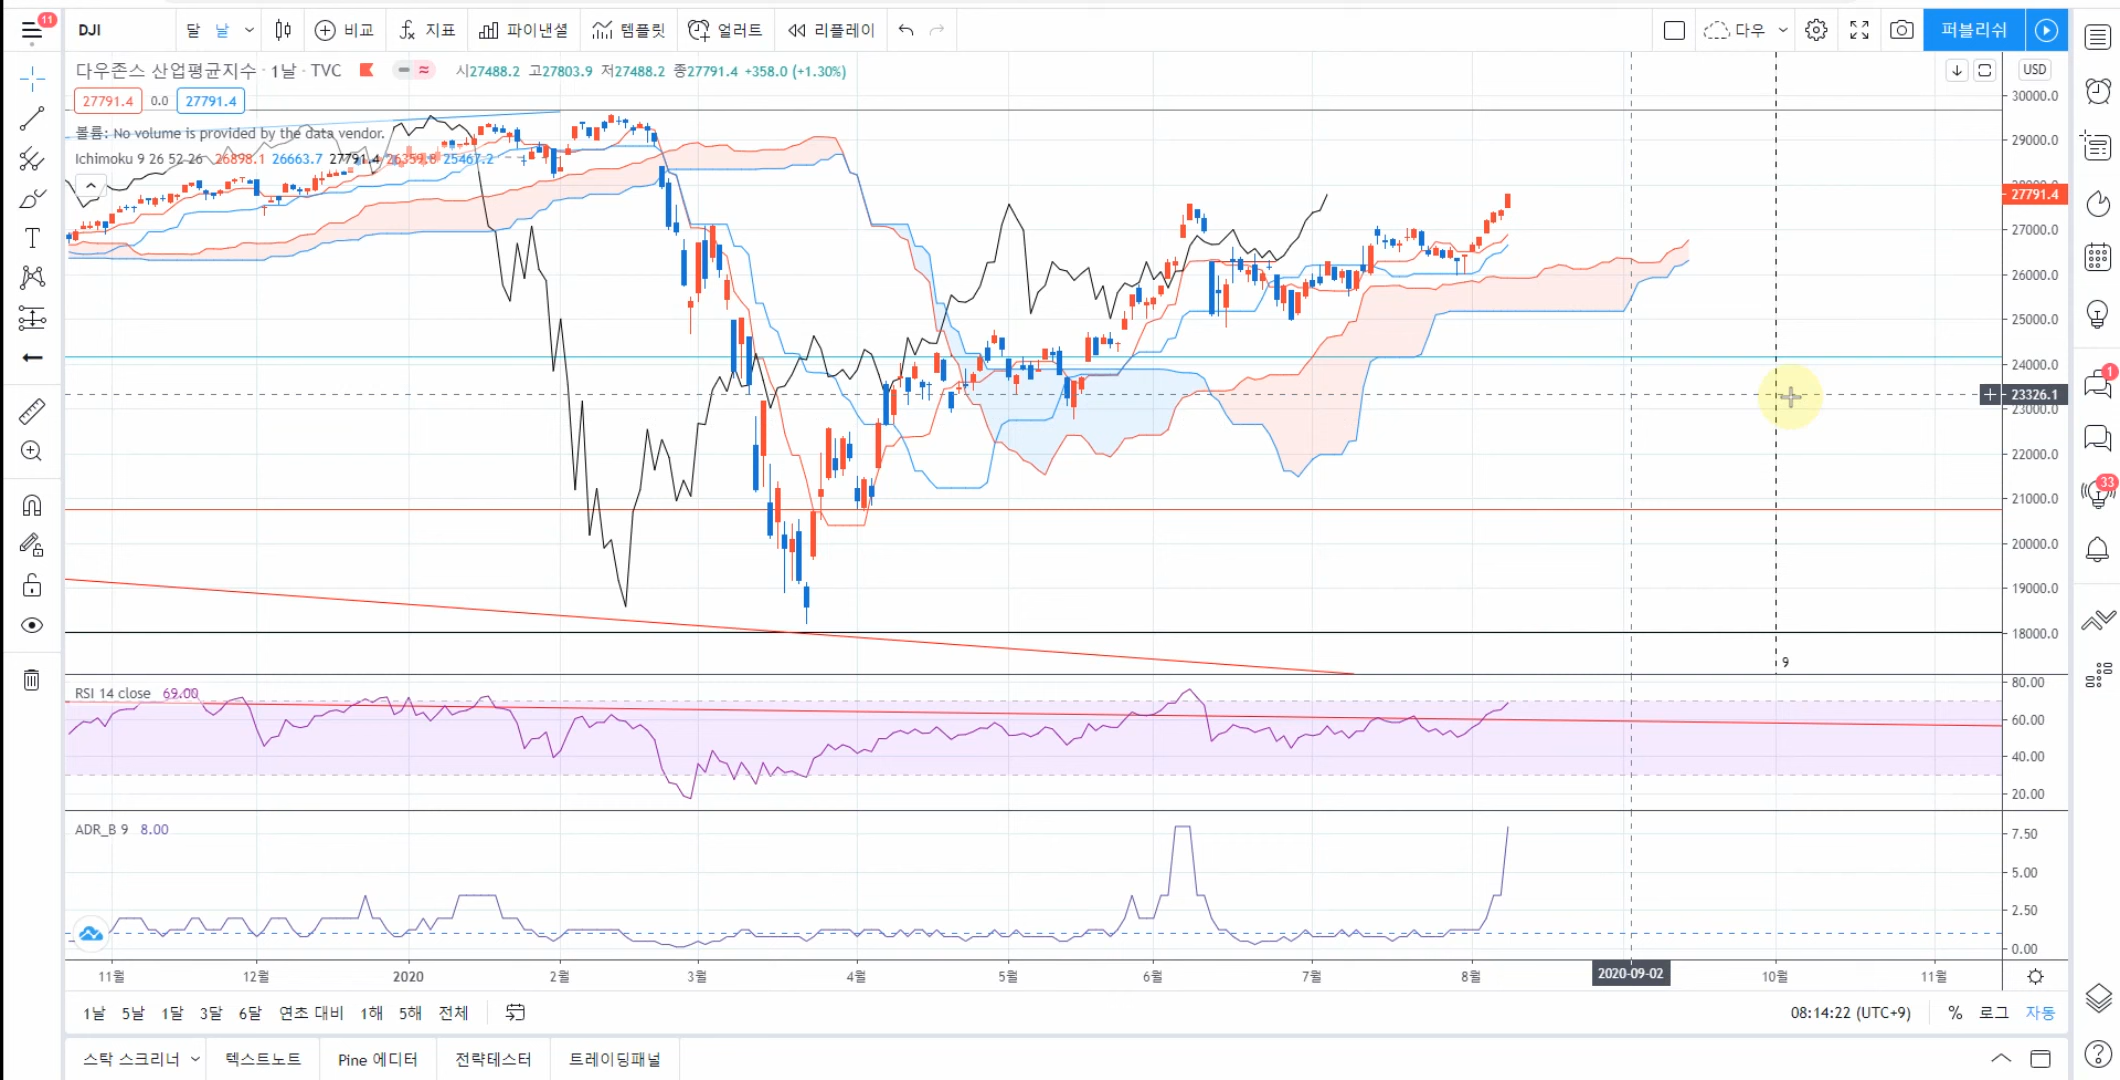 11
DJI 달 날 비교 지표 파이낸셜 템플릿 얼러트 리플레이 다우 퍼블리쉬
다우존스 산업평균지수 · 1날 · TVC 시27488.2 고27803.9 저27488.2 종27791.4 +358.0 (+1.30%)
USD
27791.4 0.0 27791.4
볼륨: No volume is provided by the data vendor.
Ichimoku 9 26 52 26 26898.1 26663.7 27791.4 26359.8 25467.2
30000.0
29000.0
28000.0
27791.4
27000.0
26000.0
25000.0
24000.0
23326.1
23000.0
22000.0
21000.0
20000.0
19000.0
18000.0
9
1
33
RSI 14 close 69.00
80.00
60.00
40.00
20.00
ADR_B 9 8.00
7.50
5.00
2.50
0.00
11월 12월 2020 2월 3월 4월 5월 6월 7월 8월 2020-09-02 10월 11월
1날 5날 1달 3달 6달 연초 대비 1해 5해 전체 08:14:22 (UTC+9) % 로그 자동
스탁 스크리너 텍스트노트 Pine 에디터 전략테스터 트레이딩패널